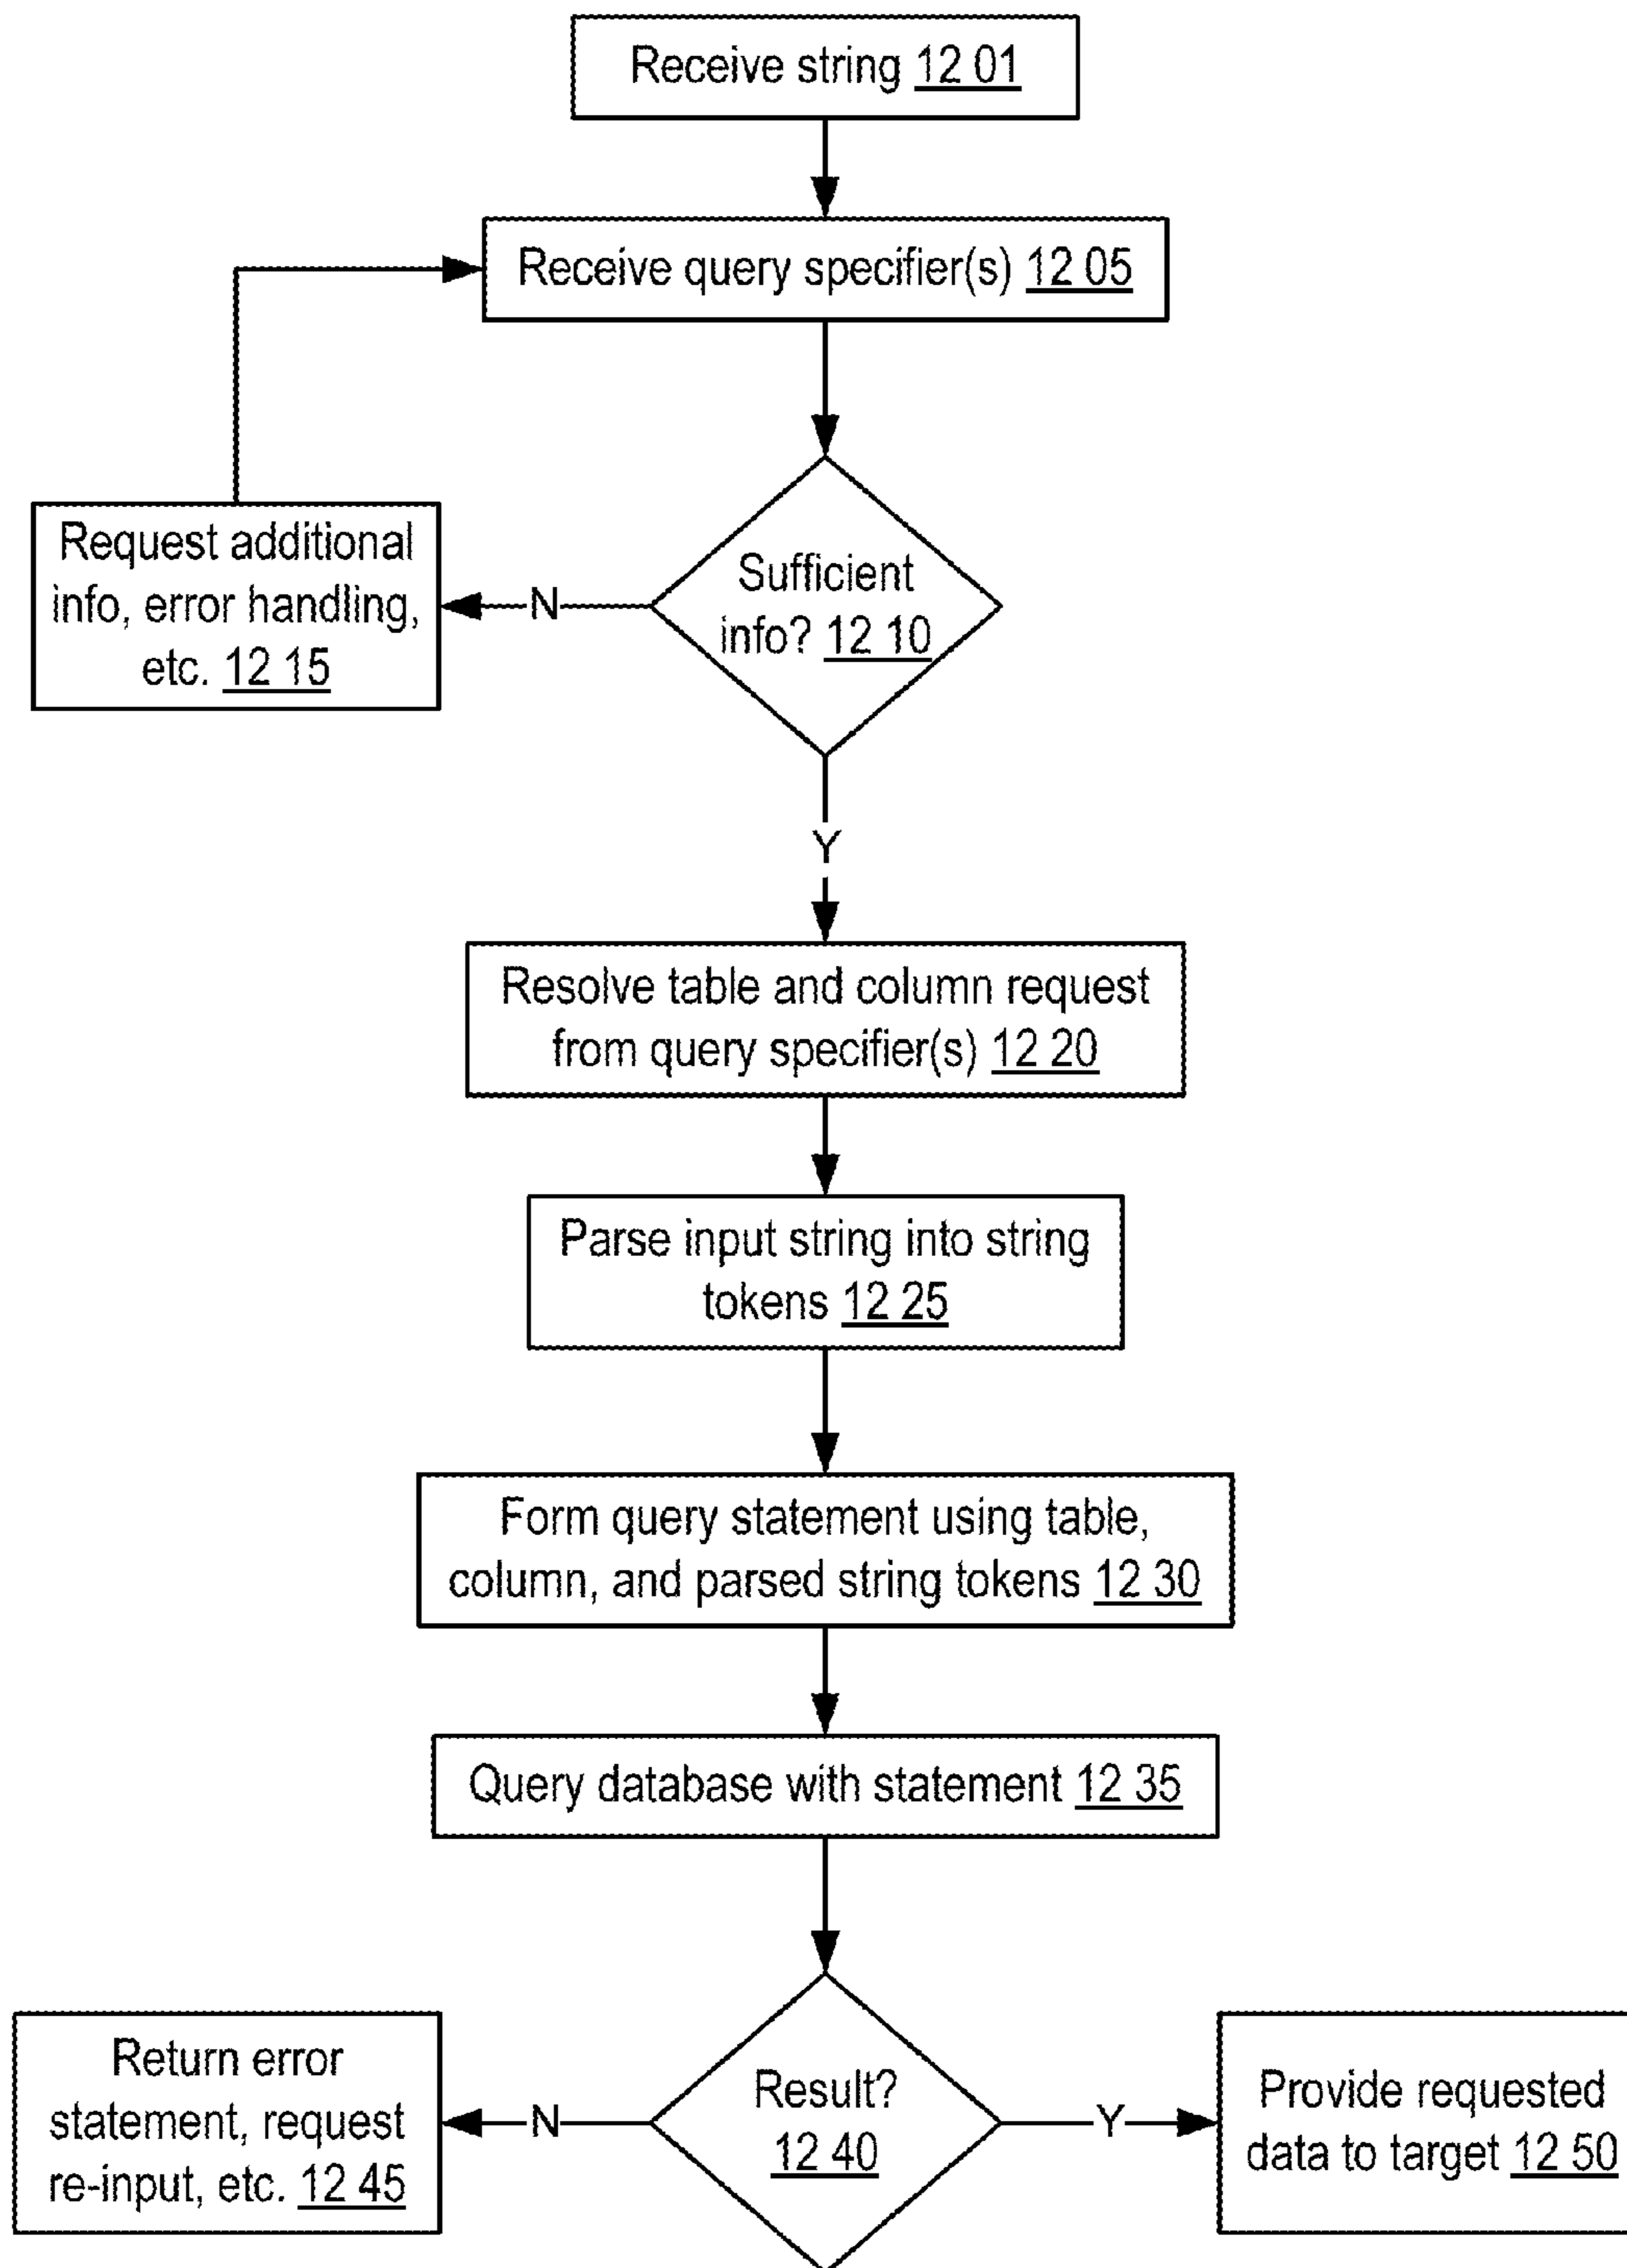 Receive string 12 01
Receive query specifier(s) 12 05
Request additional
info, error handling,
etc. 12 15
N
Sufficient
info? 12 10
Y
Resolve table and column request
from query specifier(s) 12 20
Parse input string into string
tokens 12 25
Form query statement using table,
column, and parsed string tokens 12 30
Query database with statement 12 35
Return error
statement, request
re-input, etc. 12 45
N
Result?
12 40
Y
Provide requested
data to target 12 50